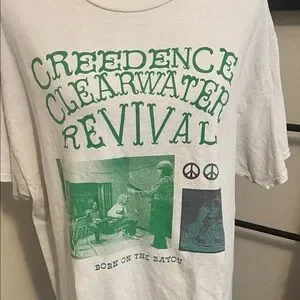 CREEDENCE
CLEARWATER
REVIVAL
BORN ON THE BAYOU